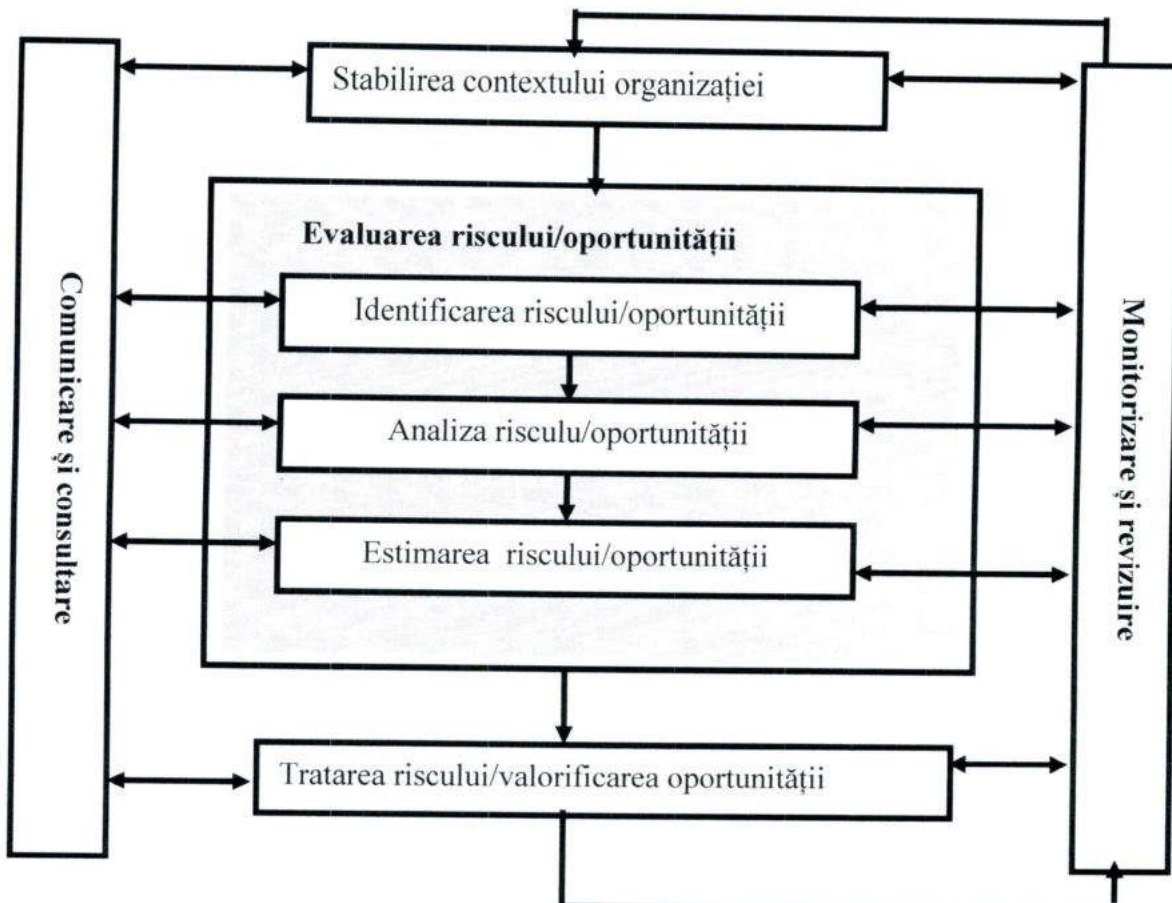 Stabilirea contextului organizației
Evaluarea riscului/oportunității
Identificarea riscului/oportunității
Analiza risculu/oportunității
Estimarea riscului/oportunității
Tratarea riscului/valorificarea oportunității
Comunicare și consultare
Monitorizare și revizuire